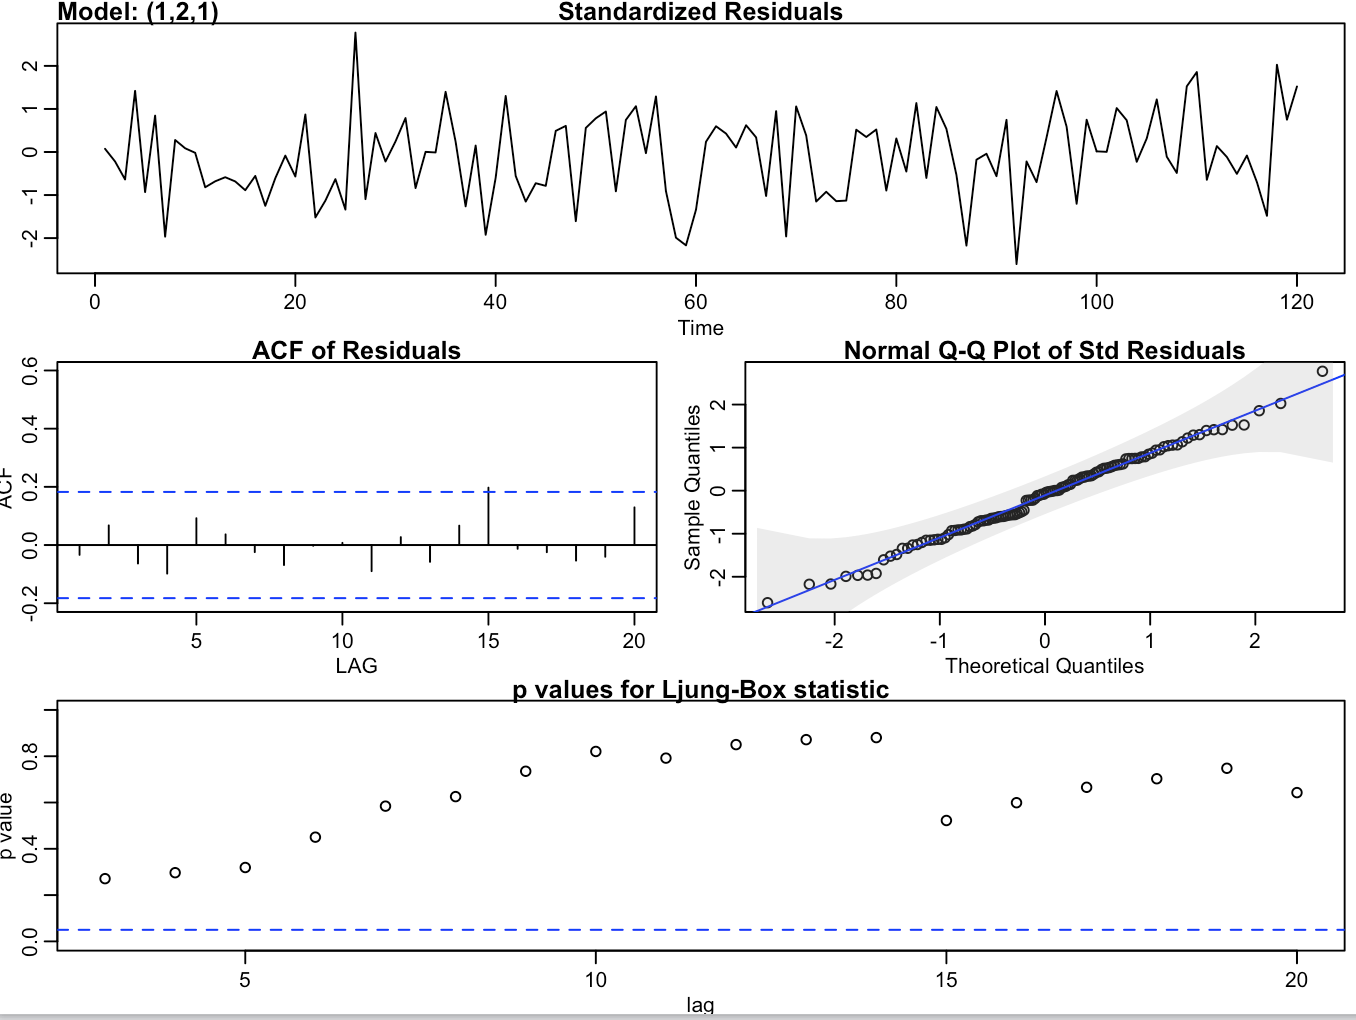 Model: (1,2,1) Standardized Residuals
2
1
0
-1
-2
0 20 40 60 80 100 120
Time
ACF of Residuals
0.6
0.4
0.2
0.0
-0.2
ACF
5 10 15 20
LAG
Normal Q-Q Plot of Std Residuals
2
1
0
-1
-2
Sample Quantiles
-2 -1 0 1 2
Theoretical Quantiles
p values for Ljung-Box statistic
0.8
0.4
0.0
p value
5 10 15 20
lag